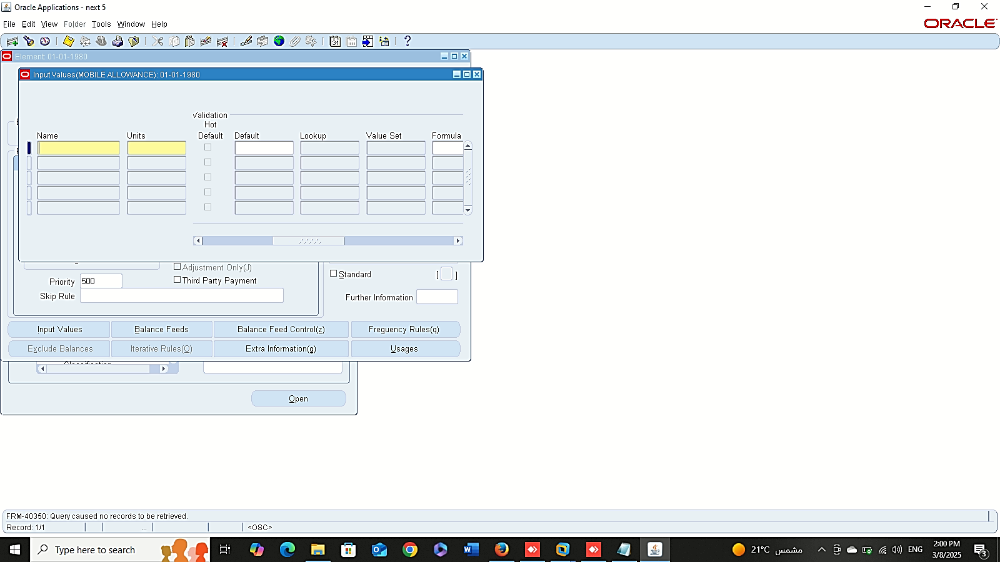 Oracle Applications - next 5
File Edit View Folder Tools Window Help
ORACLE
Element: 01-01-1980
Input Values(MOBILE ALLOWANCE): 01-01-1980
Validation
Hot
Name Units Default Default Lookup Value Set Formula
Adjustment Only(J)
Standard [ ]
Priority 500 Third Party Payment
Skip Rule
Further Information
Input Values Balance Feeds Balance Feed Control(z) Frequency Rules(q)
Exclude Balances Iterative Rules(O) Extra Information(g) Usages
Classification
Open
FRM-40350: Query caused no records to be retrieved.
Record: 1/1 ... <OSC>
Type here to search 21°C مشمس ENG 2:00 PM
3/8/2025 3